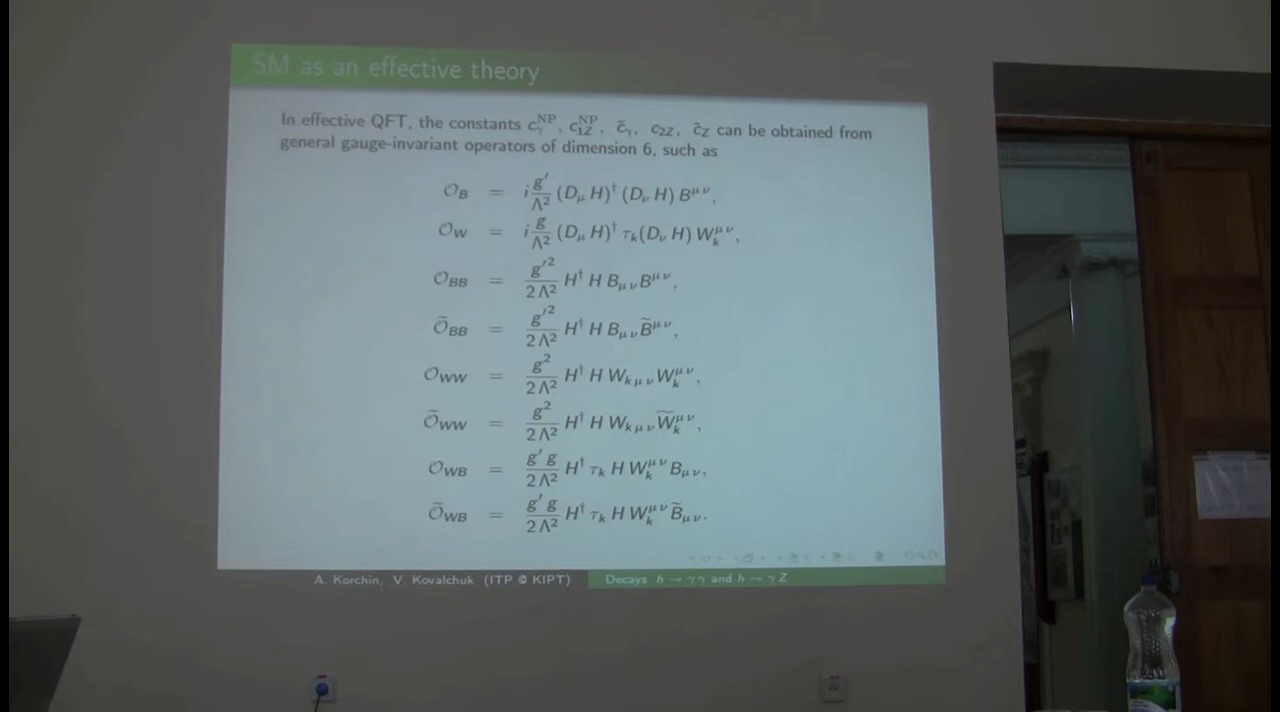 SM as an effective theory
In effective QFT, the constants c_γ^NP, c_1Z^NP, c̃_γ, c_2Z, c̃_Z can be obtained from
general gauge-invariant operators of dimension 6, such as
𝒪_B = i g′/Λ² (D_μ H)† (D_ν H) B^μν,
𝒪_W = i g/Λ² (D_μ H)† τ_k (D_ν H) W_k^μν,
𝒪_BB = g′²/2Λ² H† H B_μν B^μν,
𝒪̃_BB = g′²/2Λ² H† H B_μν B̃^μν,
𝒪_WW = g²/2Λ² H† H W_kμν W_k^μν,
𝒪̃_WW = g²/2Λ² H† H W_kμν W̃_k^μν,
𝒪_WB = g′ g/2Λ² H† τ_k H W_k^μν B_μν,
𝒪̃_WB = g′ g/2Λ² H† τ_k H W_k^μν B̃_μν.
A. Korchin, V. Kovalchuk (ITP @ KIPT) Decays h → γγ and h → γZ